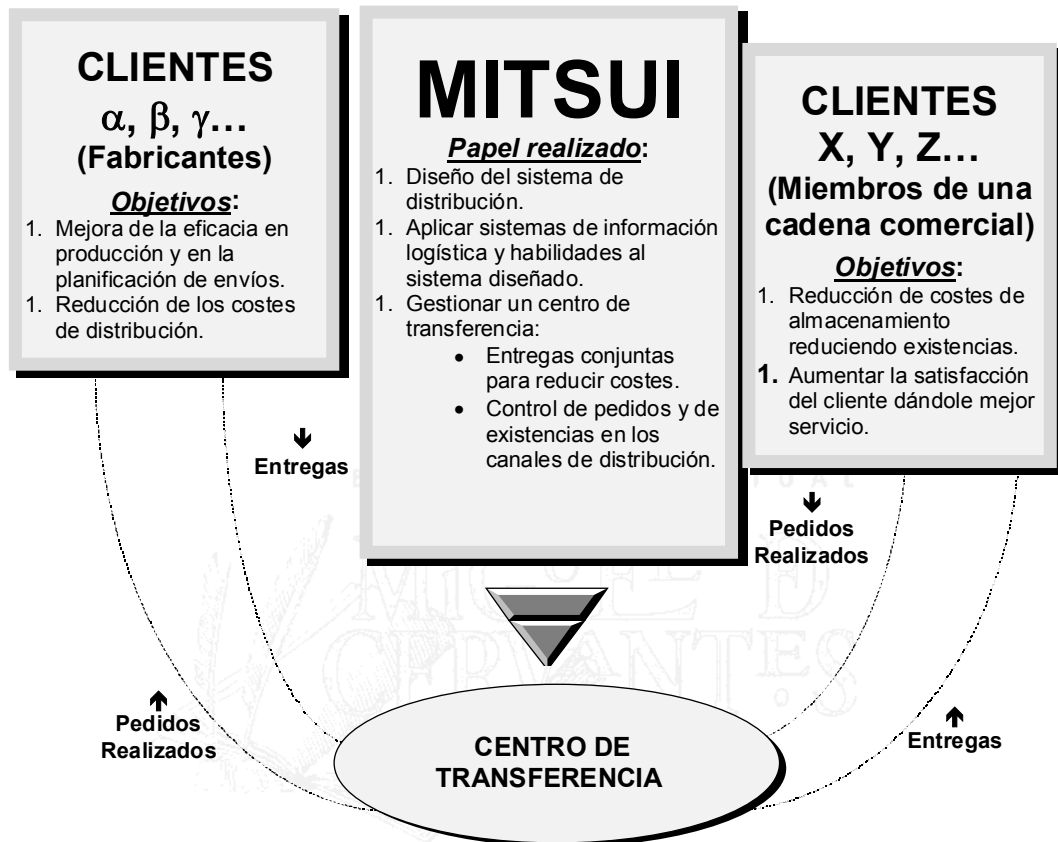 CLIENTES
α, β, γ...
(Fabricantes)
Objetivos:
1. Mejora de la eficacia en
producción y en la
planificación de envíos.
1. Reducción de los costes
de distribución.
MITSUI
Papel realizado:
1. Diseño del sistema de
distribución.
1. Aplicar sistemas de información
logística y habilidades al
sistema diseñado.
1. Gestionar un centro de
transferencia:
• Entregas conjuntas
para reducir costes.
• Control de pedidos y de
existencias en los
canales de distribución.
CLIENTES
X, Y, Z...
(Miembros de una
cadena comercial)
Objetivos:
1. Reducción de costes de
almacenamiento
reduciendo existencias.
1. Aumentar la satisfacción
del cliente dándole mejor
servicio.
Entregas
Pedidos
Realizados
Pedidos
Realizados
Entregas
CENTRO DE
TRANSFERENCIA
MIGUEL D
CERVANTES